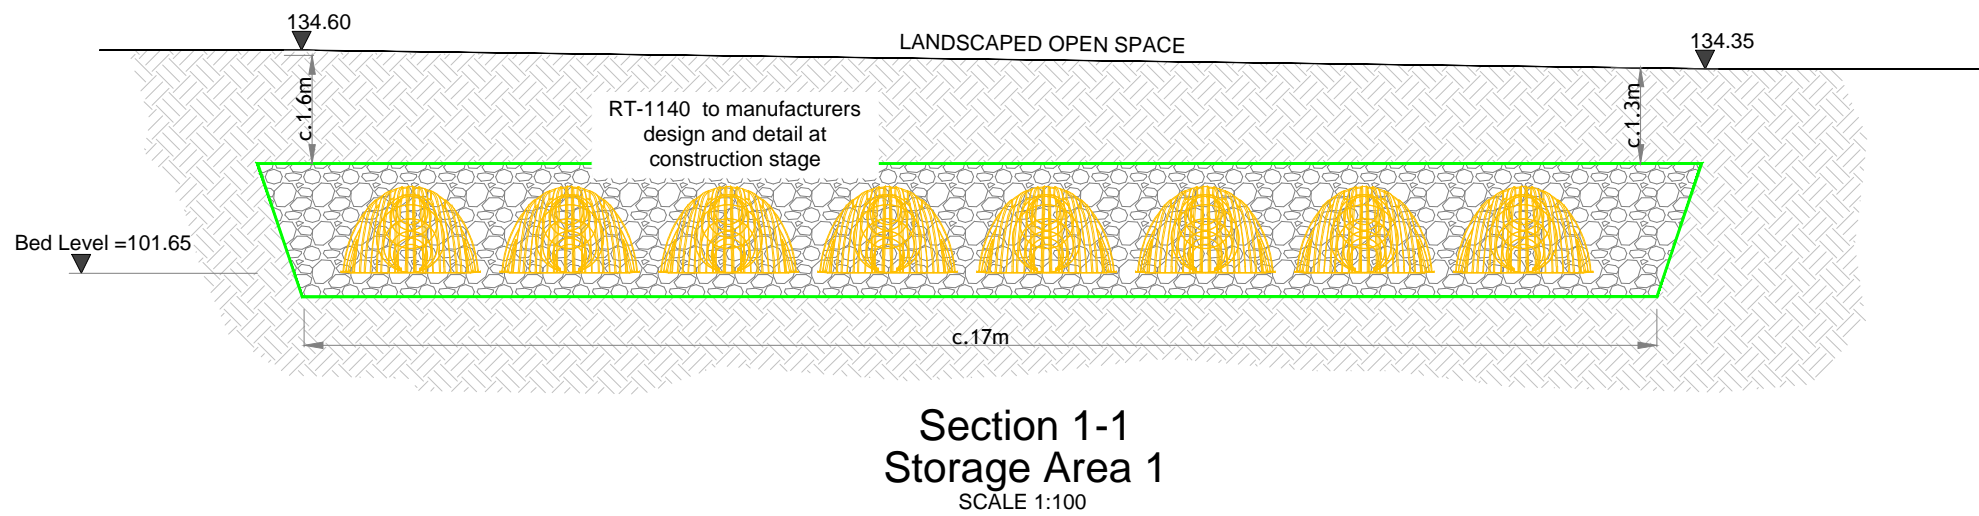 134.60
LANDSCAPED OPEN SPACE
134.35
c.1.6m
RT-1140 to manufacturers
design and detail at
construction stage
c.1.3m
Bed Level =101.65
c.17m
Section 1-1
Storage Area 1
SCALE 1:100